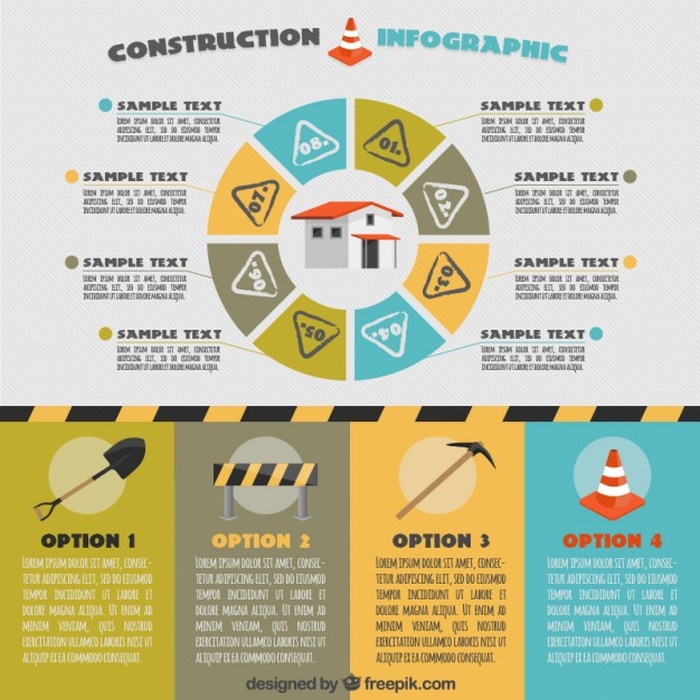 CONSTRUCTION INFOGRAPHIC
SAMPLE TEXT
LOREM IPSUM DOLOR SIT AMET, CONSECTETUR
ADIPISCING ELIT, SED DO EIUSMOD TEMPOR
INCIDIDUNT UT LABORE ET DOLORE MAGNA ALIQUA.
SAMPLE TEXT
LOREM IPSUM DOLOR SIT AMET, CONSECTETUR
ADIPISCING ELIT, SED DO EIUSMOD TEMPOR
INCIDIDUNT UT LABORE ET DOLORE MAGNA ALIQUA.
SAMPLE TEXT
LOREM IPSUM DOLOR SIT AMET, CONSECTETUR
ADIPISCING ELIT, SED DO EIUSMOD TEMPOR
INCIDIDUNT UT LABORE ET DOLORE MAGNA ALIQUA.
SAMPLE TEXT
LOREM IPSUM DOLOR SIT AMET, CONSECTETUR
ADIPISCING ELIT, SED DO EIUSMOD TEMPOR
INCIDIDUNT UT LABORE ET DOLORE MAGNA ALIQUA.
08.
01.
07.
02.
06.
03.
05.
04.
SAMPLE TEXT
LOREM IPSUM DOLOR SIT AMET, CONSECTETUR
ADIPISCING ELIT, SED DO EIUSMOD TEMPOR
INCIDIDUNT UT LABORE ET DOLORE MAGNA ALIQUA.
SAMPLE TEXT
LOREM IPSUM DOLOR SIT AMET, CONSECTETUR
ADIPISCING ELIT, SED DO EIUSMOD TEMPOR
INCIDIDUNT UT LABORE ET DOLORE MAGNA ALIQUA.
SAMPLE TEXT
LOREM IPSUM DOLOR SIT AMET, CONSECTETUR
ADIPISCING ELIT, SED DO EIUSMOD TEMPOR
INCIDIDUNT UT LABORE ET DOLORE MAGNA ALIQUA.
SAMPLE TEXT
LOREM IPSUM DOLOR SIT AMET, CONSECTETUR
ADIPISCING ELIT, SED DO EIUSMOD TEMPOR
INCIDIDUNT UT LABORE ET DOLORE MAGNA ALIQUA.
OPTION 1
LOREM IPSUM DOLOR SIT AMET, CONSEC-
TETUR ADIPISCING ELIT, SED DO EIUSMOD
TEMPOR INCIDIDUNT UT LABORE ET
DOLORE MAGNA ALIQUA. UT ENIM AD
MINIM VENIAM, QUIS NOSTRUD
EXERCITATION ULLAMCO LABORIS NISI UT
ALIQUIP EX EA COMMODO CONSEQUAT.
OPTION 2
LOREM IPSUM DOLOR SIT AMET, CONSEC-
TETUR ADIPISCING ELIT, SED DO EIUSMOD
TEMPOR INCIDIDUNT UT LABORE ET
DOLORE MAGNA ALIQUA. UT ENIM AD
MINIM VENIAM, QUIS NOSTRUD
EXERCITATION ULLAMCO LABORIS NISI UT
ALIQUIP EX EA COMMODO CONSEQUAT.
OPTION 3
LOREM IPSUM DOLOR SIT AMET, CONSEC-
TETUR ADIPISCING ELIT, SED DO EIUSMOD
TEMPOR INCIDIDUNT UT LABORE ET
DOLORE MAGNA ALIQUA. UT ENIM AD
MINIM VENIAM, QUIS NOSTRUD
EXERCITATION ULLAMCO LABORIS NISI UT
ALIQUIP EX EA COMMODO CONSEQUAT.
OPTION 4
LOREM IPSUM DOLOR SIT AMET, CONSEC-
TETUR ADIPISCING ELIT, SED DO EIUSMOD
TEMPOR INCIDIDUNT UT LABORE ET
DOLORE MAGNA ALIQUA. UT ENIM AD
MINIM VENIAM, QUIS NOSTRUD
EXERCITATION ULLAMCO LABORIS NISI UT
ALIQUIP EX EA COMMODO CONSEQUAT.
designed by freepik.com